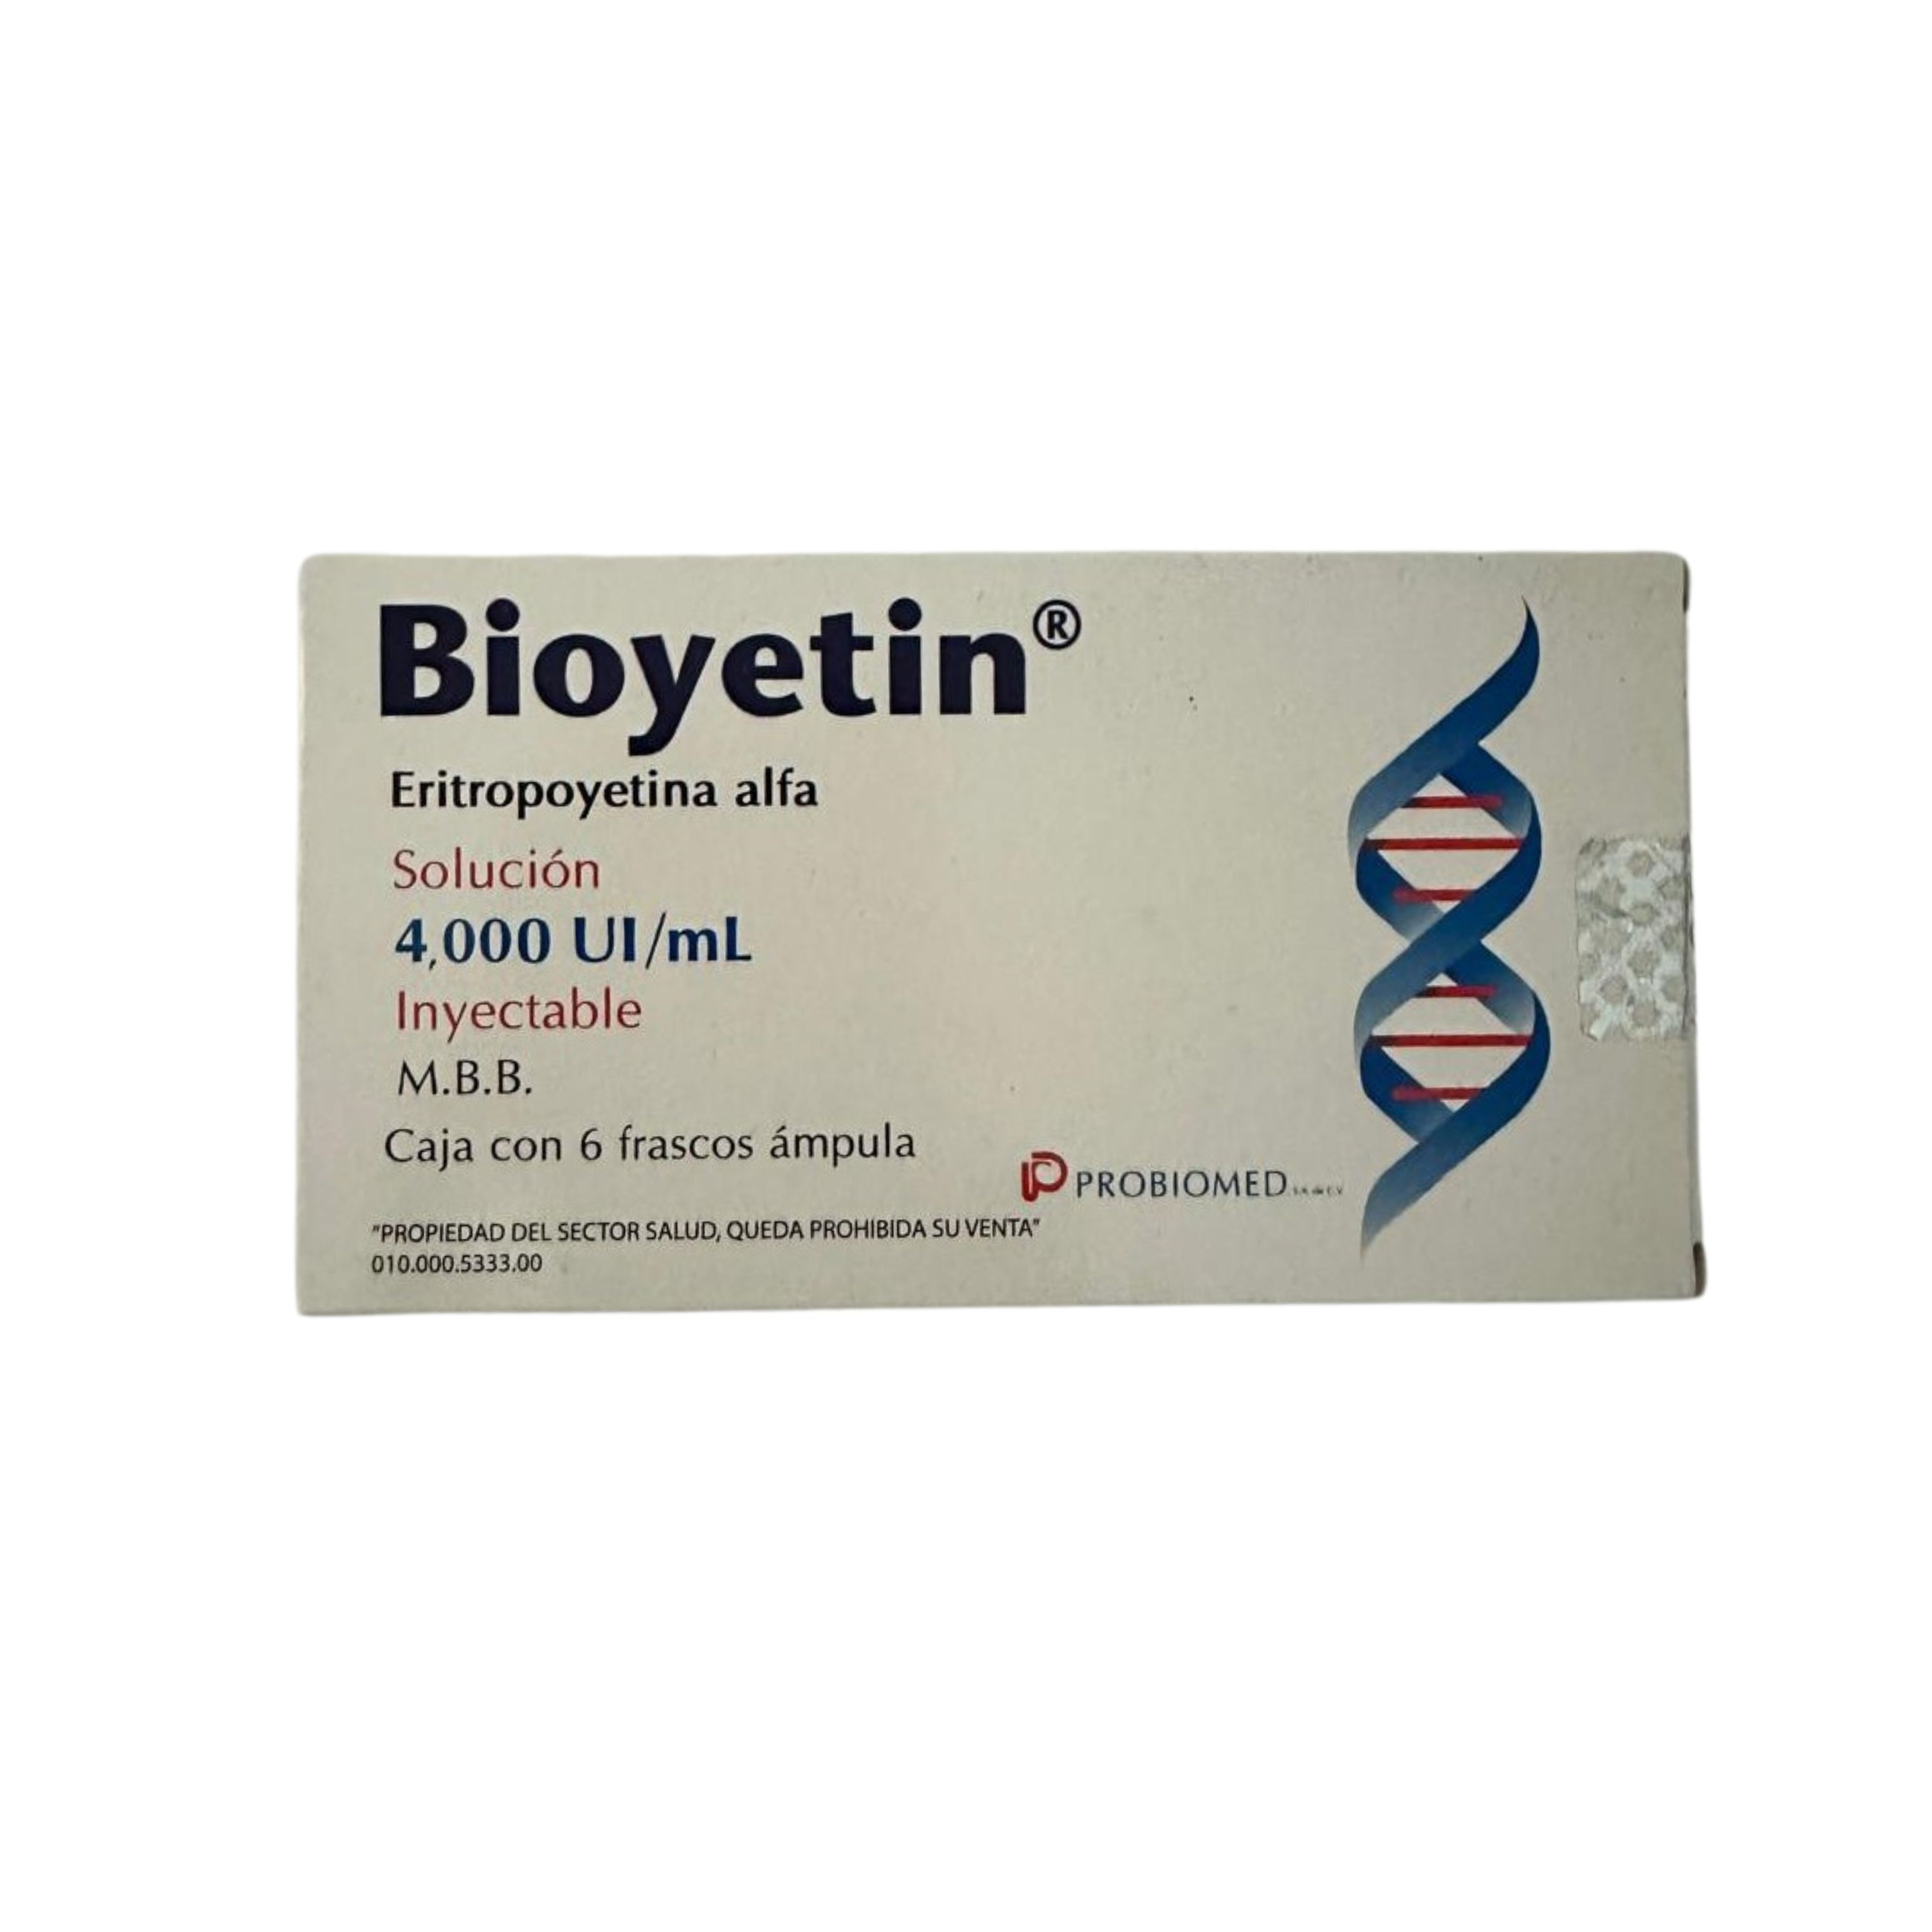 Bioyetin®
Eritropoyetina alfa
Solución
4,000 UI/mL
Inyectable
M.B.B.
Caja con 6 frascos ámpula
PROBIOMED S.A. de C.V.
"PROPIEDAD DEL SECTOR SALUD, QUEDA PROHIBIDA SU VENTA"
010.000.5333.00